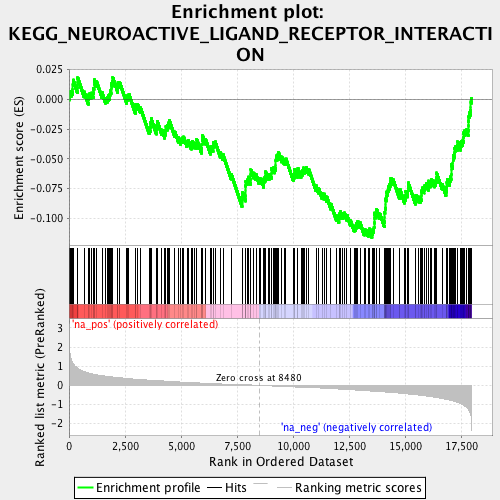 Enrichment plot:
KEGG_NEUROACTIVE_LIGAND_RECEPTOR_INTERACTI
ON
Enrichment score (ES)
0.025
0.000
-0.025
-0.050
-0.075
-0.100
'na_pos' (positively correlated)
Ranked list metric (PreRanked)
3
2
1
0
-1
-2
Zero cross at 8480
'na_neg' (negatively correlated)
0
2,500
5,000
7,500
10,000
12,500
15,000
17,500
Rank in Ordered Dataset
Enrichment profile
Hits
Ranking metric scores